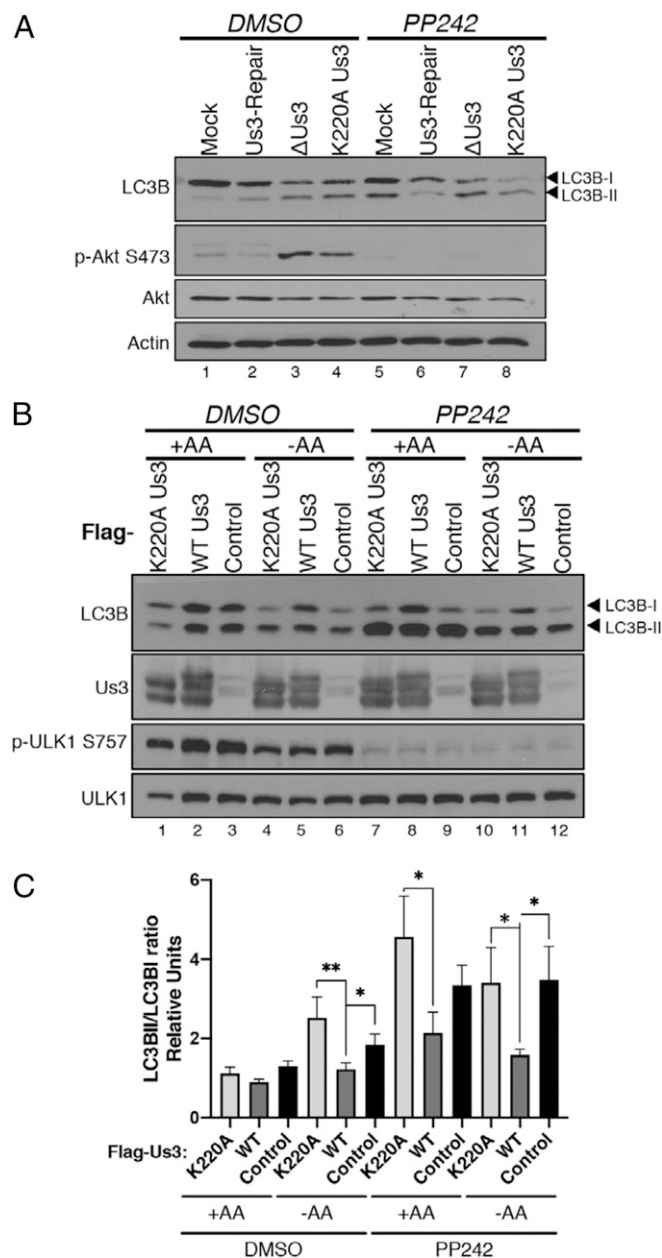 A
DMSO PP242
Mock Us3-Repair ΔUs3 K220A Us3 Mock Us3-Repair ΔUs3 K220A Us3
LC3B LC3B-I
LC3B-II
p-Akt S473
Akt
Actin
1 2 3 4 5 6 7 8
B
DMSO PP242
+AA -AA +AA -AA
Flag- K220A Us3 WT Us3 Control K220A Us3 WT Us3 Control K220A Us3 WT Us3 Control K220A Us3 WT Us3 Control
LC3B LC3B-I
LC3B-II
Us3
p-ULK1 S757
ULK1
1 2 3 4 5 6 7 8 9 10 11 12
C
LC3BII/LC3BI ratio
Relative Units
6
4
2
0
** * * * *
Flag-Us3: K220A WT Control K220A WT Control K220A WT Control K220A WT Control
+AA -AA +AA -AA
DMSO PP242